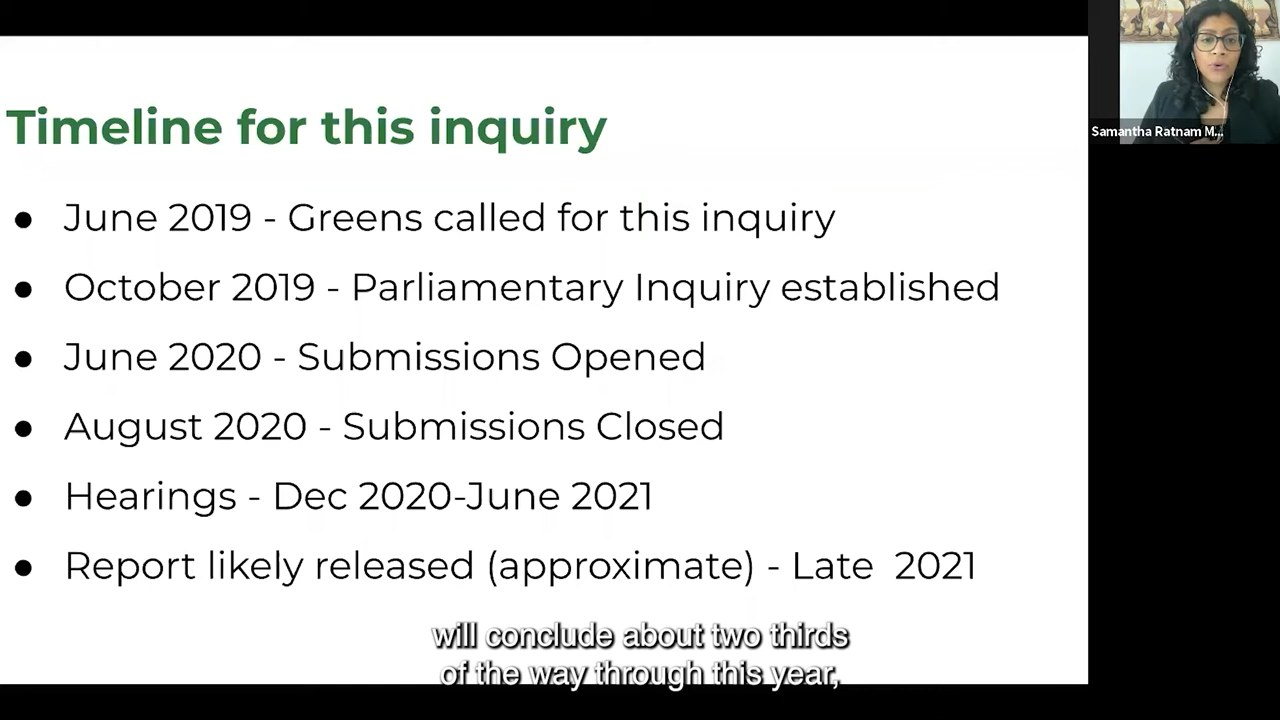 Timeline for this inquiry
● June 2019 - Greens called for this inquiry
● October 2019 - Parliamentary Inquiry established
● June 2020 - Submissions Opened
● August 2020 - Submissions Closed
● Hearings - Dec 2020-June 2021
● Report likely released (approximate) - Late 2021
Samantha Ratnam M...
will conclude about two thirds
of the way through this year,